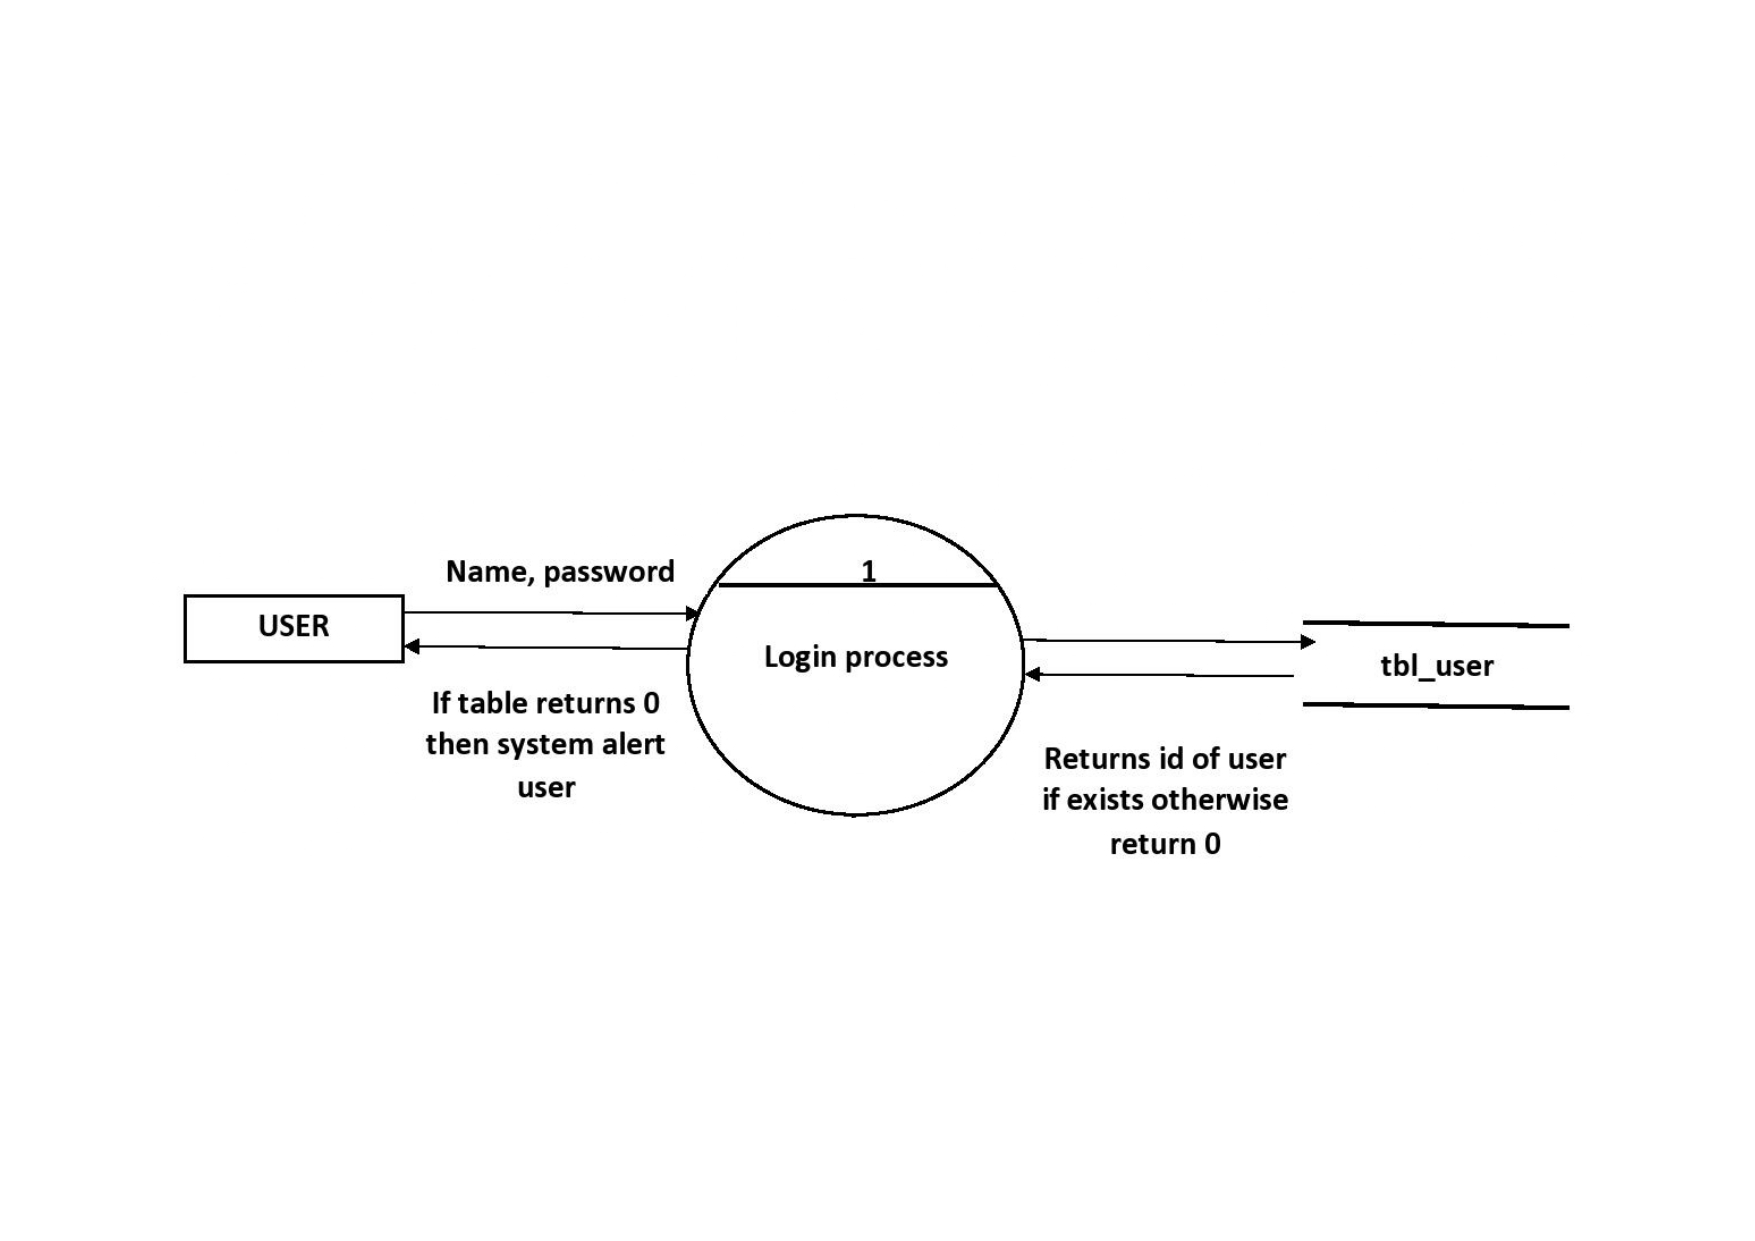 Name, password
1
USER
Login process
tbl_user
If table returns 0
then system alert
user
Returns id of user
if exists otherwise
return 0